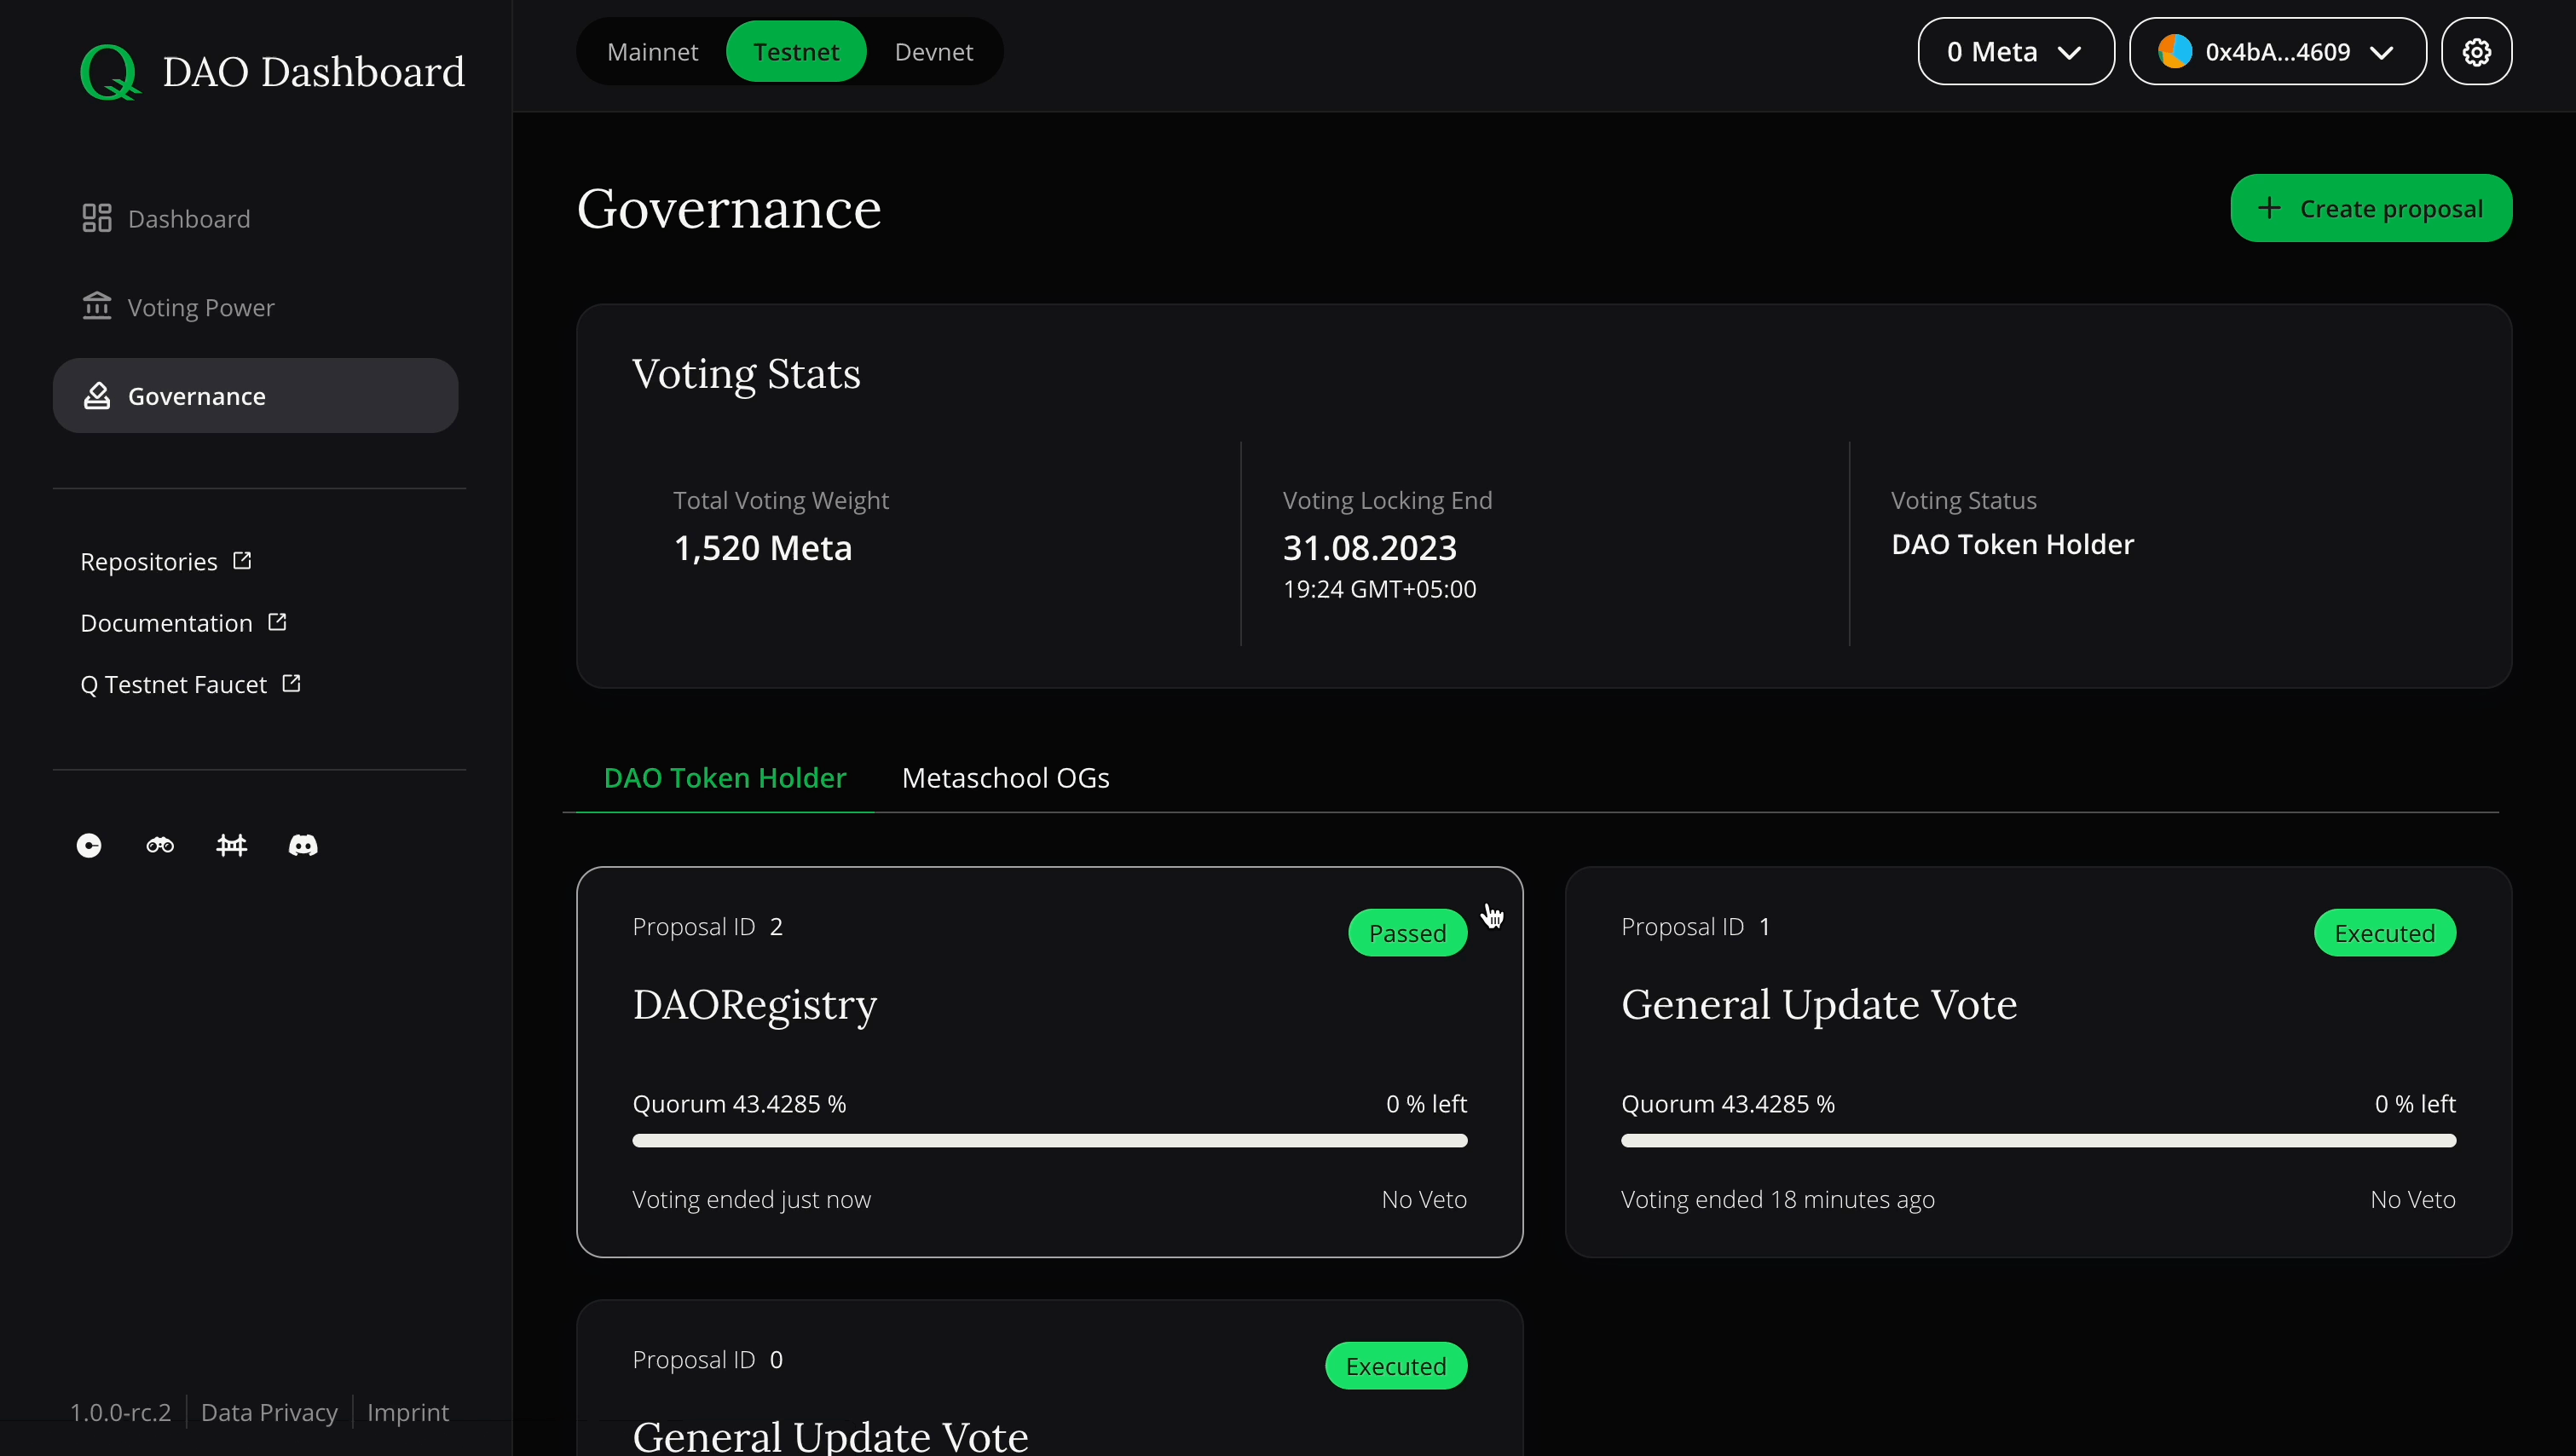 DAO Dashboard
Mainnet Testnet Devnet
0 Meta
0x4bA...4609
Dashboard
Voting Power
Governance
Repositories
Documentation
Q Testnet Faucet
1.0.0-rc.2 Data Privacy Imprint
Governance
Create proposal
Voting Stats
Total Voting Weight
1,520 Meta
Voting Locking End
31.08.2023
19:24 GMT+05:00
Voting Status
DAO Token Holder
DAO Token Holder Metaschool OGs
Proposal ID 2
Passed
DAORegistry
Quorum 43.4285 % 0 % left
Voting ended just now No Veto
Proposal ID 1
Executed
General Update Vote
Quorum 43.4285 % 0 % left
Voting ended 18 minutes ago No Veto
Proposal ID 0
Executed
General Update Vote